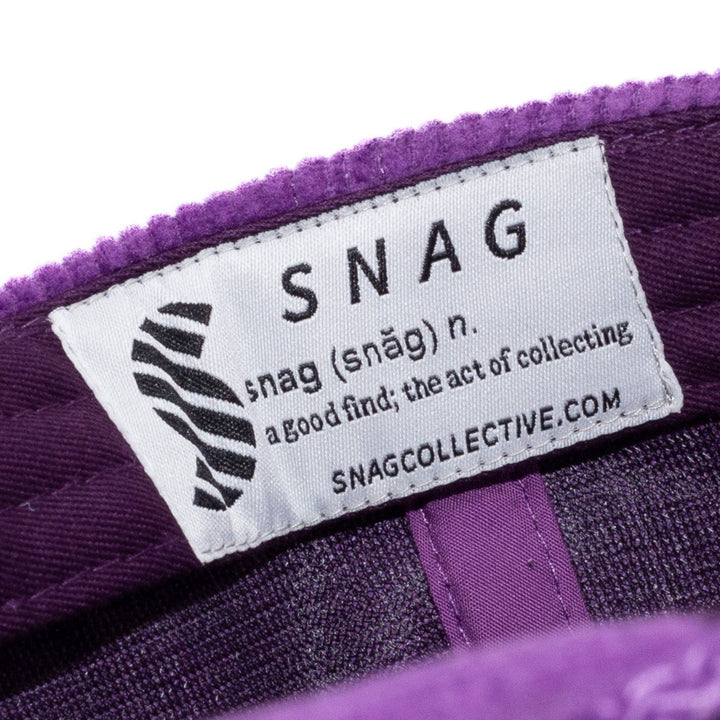 SNAG
snag (snăg) n.
a good find; the act of collecting
SNAGCOLLECTIVE.COM